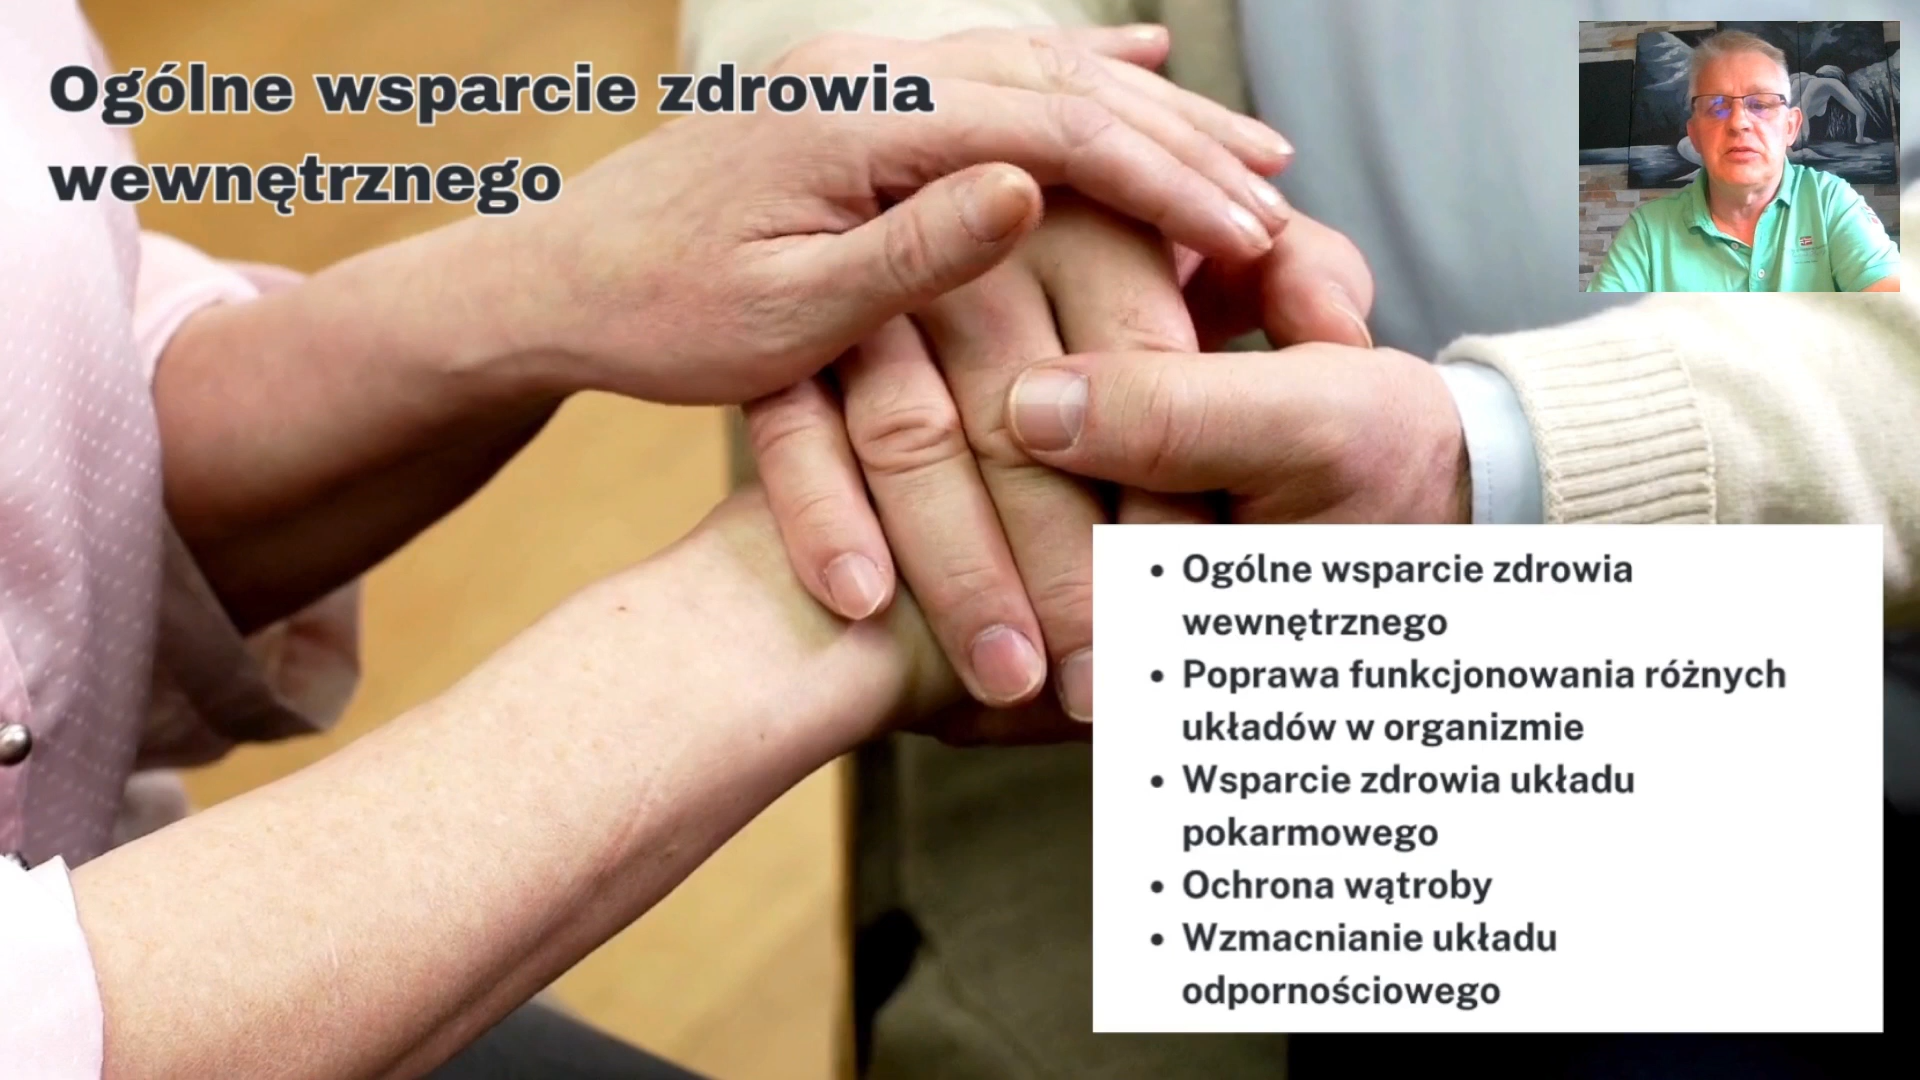 Ogólne wsparcie zdrowia
wewnętrznego
• Ogólne wsparcie zdrowia
wewnętrznego
• Poprawa funkcjonowania różnych
układów w organizmie
• Wsparcie zdrowia układu
pokarmowego
• Ochrona wątroby
• Wzmacnianie układu
odpornościowego